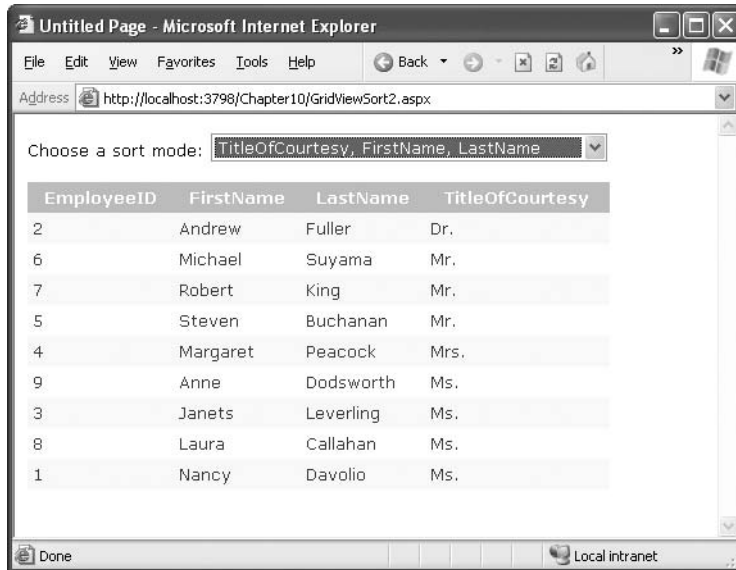 Untitled Page - Microsoft Internet Explorer
File Edit View Favorites Tools Help Back »
Address http://localhost:3798/Chapter10/GridViewSort2.aspx
Choose a sort mode: TitleOfCourtesy, FirstName, LastName
EmployeeID FirstName LastName TitleOfCourtesy
2 Andrew Fuller Dr.
6 Michael Suyama Mr.
7 Robert King Mr.
5 Steven Buchanan Mr.
4 Margaret Peacock Mrs.
9 Anne Dodsworth Ms.
3 Janets Leverling Ms.
8 Laura Callahan Ms.
1 Nancy Davolio Ms.
Done Local intranet